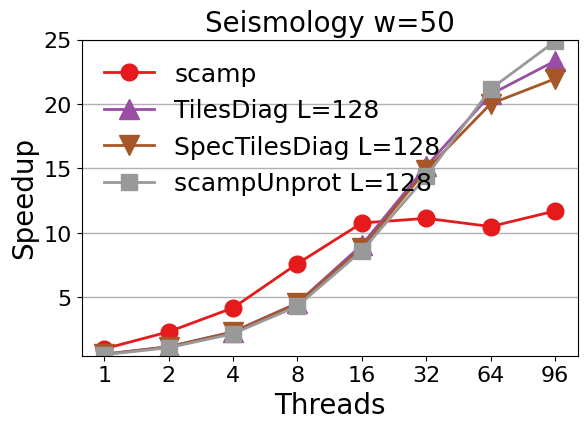 Seismology w=50
Speedup
25
20
15
10
5
scamp
TilesDiag L=128
SpecTilesDiag L=128
scampUnprot L=128
1 2 4 8 16 32 64 96
Threads